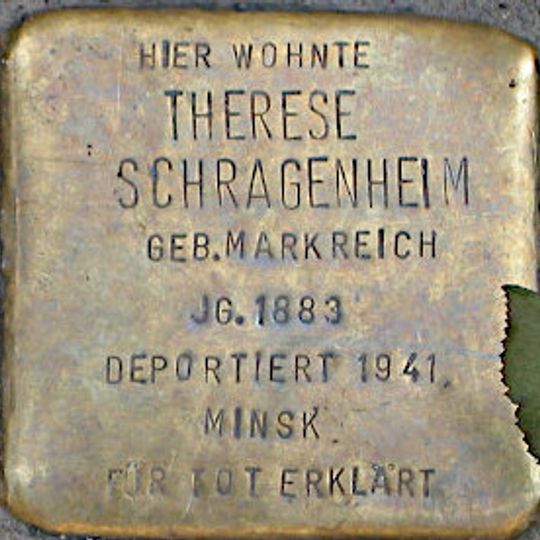 HIER WOHNTE
THERESE
SCHRAGENHEIM
GEB. MARKREICH
JG. 1883
DEPORTIERT 1941,
MINSK
FÜR TOT ERKLÄRT